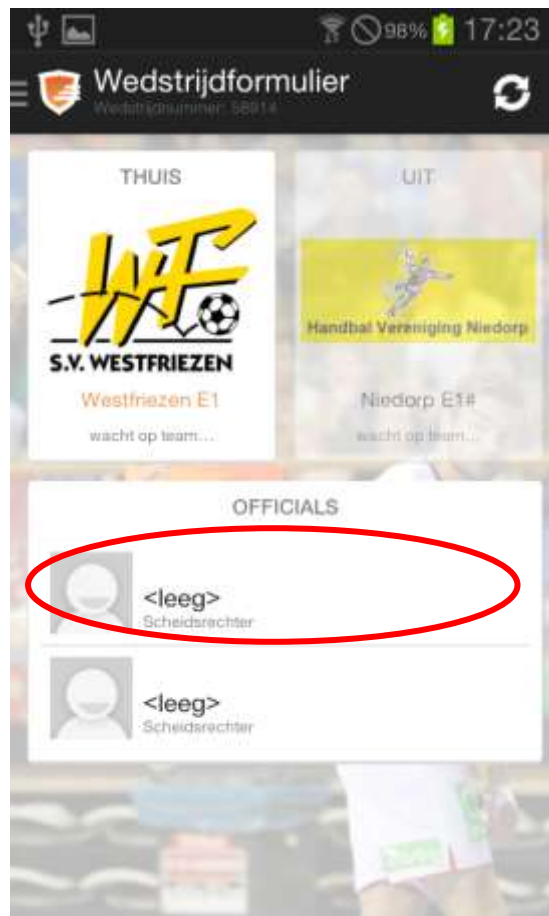 98% 17:23
Wedstrijdformulier
Wedstrijdnummer: 58914
THUIS
UIT
WF
S.V. WESTFRIEZEN
Handbal Vereniging Niedorp
Westfriezen E1
Niedorp E1#
wacht op team...
wacht op team...
OFFICIALS
<leeg>
Scheidsrechter
<leeg>
Scheidsrechter